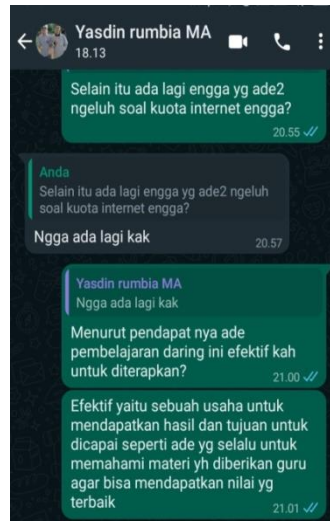 Yasdin rumbia MA
18.13
Selain itu ada lagi engga yg ade2
ngeluh soal kuota internet engga?
20.55
Anda
Selain itu ada lagi engga yg ade2 ngeluh
soal kuota internet engga?
Ngga ada lagi kak
20.57
Yasdin rumbia MA
Ngga ada lagi kak
Menurut pendapat nya ade
pembelajaran daring ini efektif kah
untuk diterapkan?
21.00
Efektif yaitu sebuah usaha untuk
mendapatkan hasil dan tujuan untuk
dicapai seperti ade yg selalu untuk
memahami materi yh diberikan guru
agar bisa mendapatkan nilai yg
terbaik
21.01